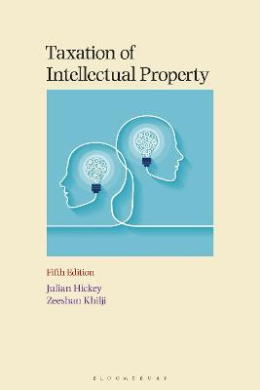 Taxation of
Intellectual Property
Fifth Edition
Julian Hickey
Zeeshan Khilji
BLOOMSBURY